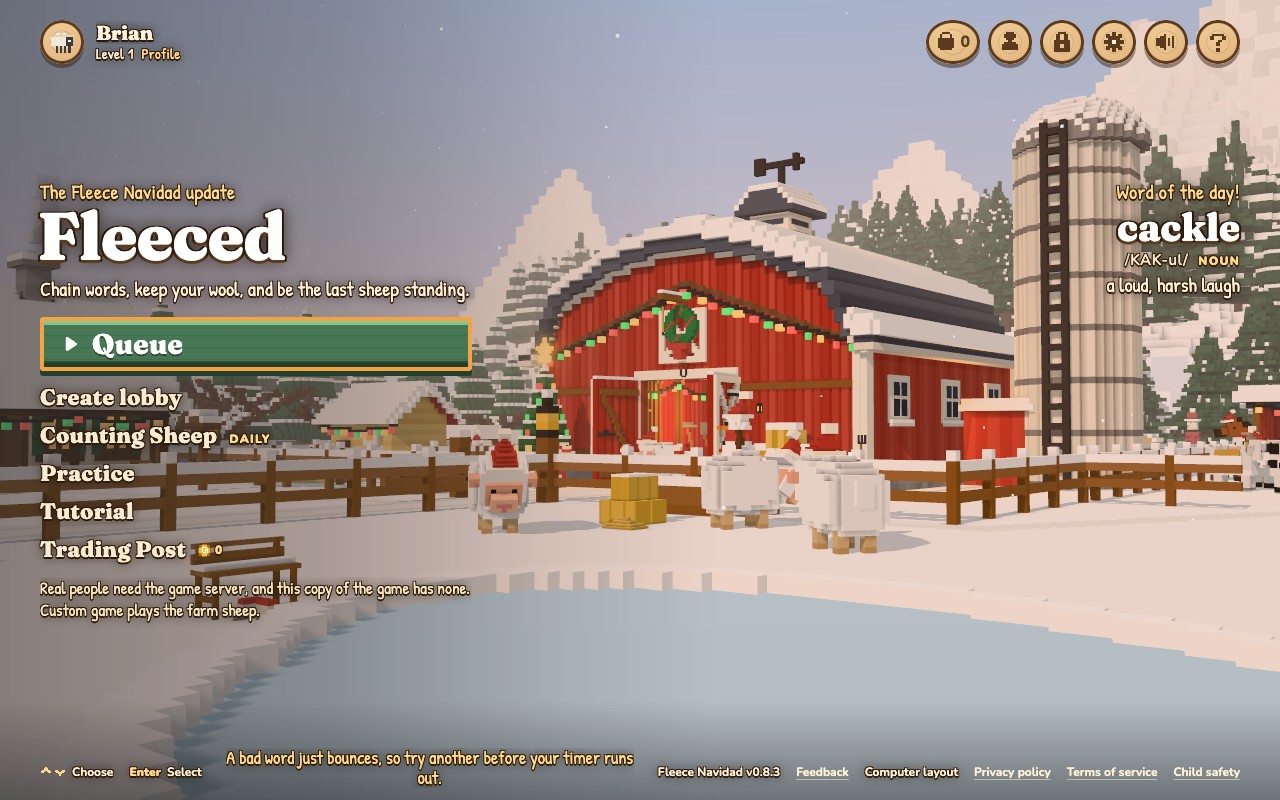 Brian
Level 1 Profile
0
The Fleece Navidad update
Fleeced
Chain words, keep your wool, and be the last sheep standing.
Queue
Create lobby
Counting Sheep DAILY
Practice
Tutorial
Trading Post 0
Real people need the game server, and this copy of the game has none.
Custom game plays the farm sheep.
Word of the day!
cackle
/KAK-ul/ NOUN
a loud, harsh laugh
Choose Enter Select
A bad word just bounces, so try another before your timer runs
out.
Fleece Navidad v0.8.3 Feedback Computer layout Privacy policy Terms of service Child safety